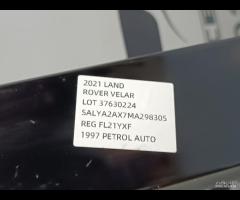 2021 LAND
ROVER VELAR
LOT 37630224
SALYA2AX7MA298305
REG FL21YXF
1997 PETROL AUTO